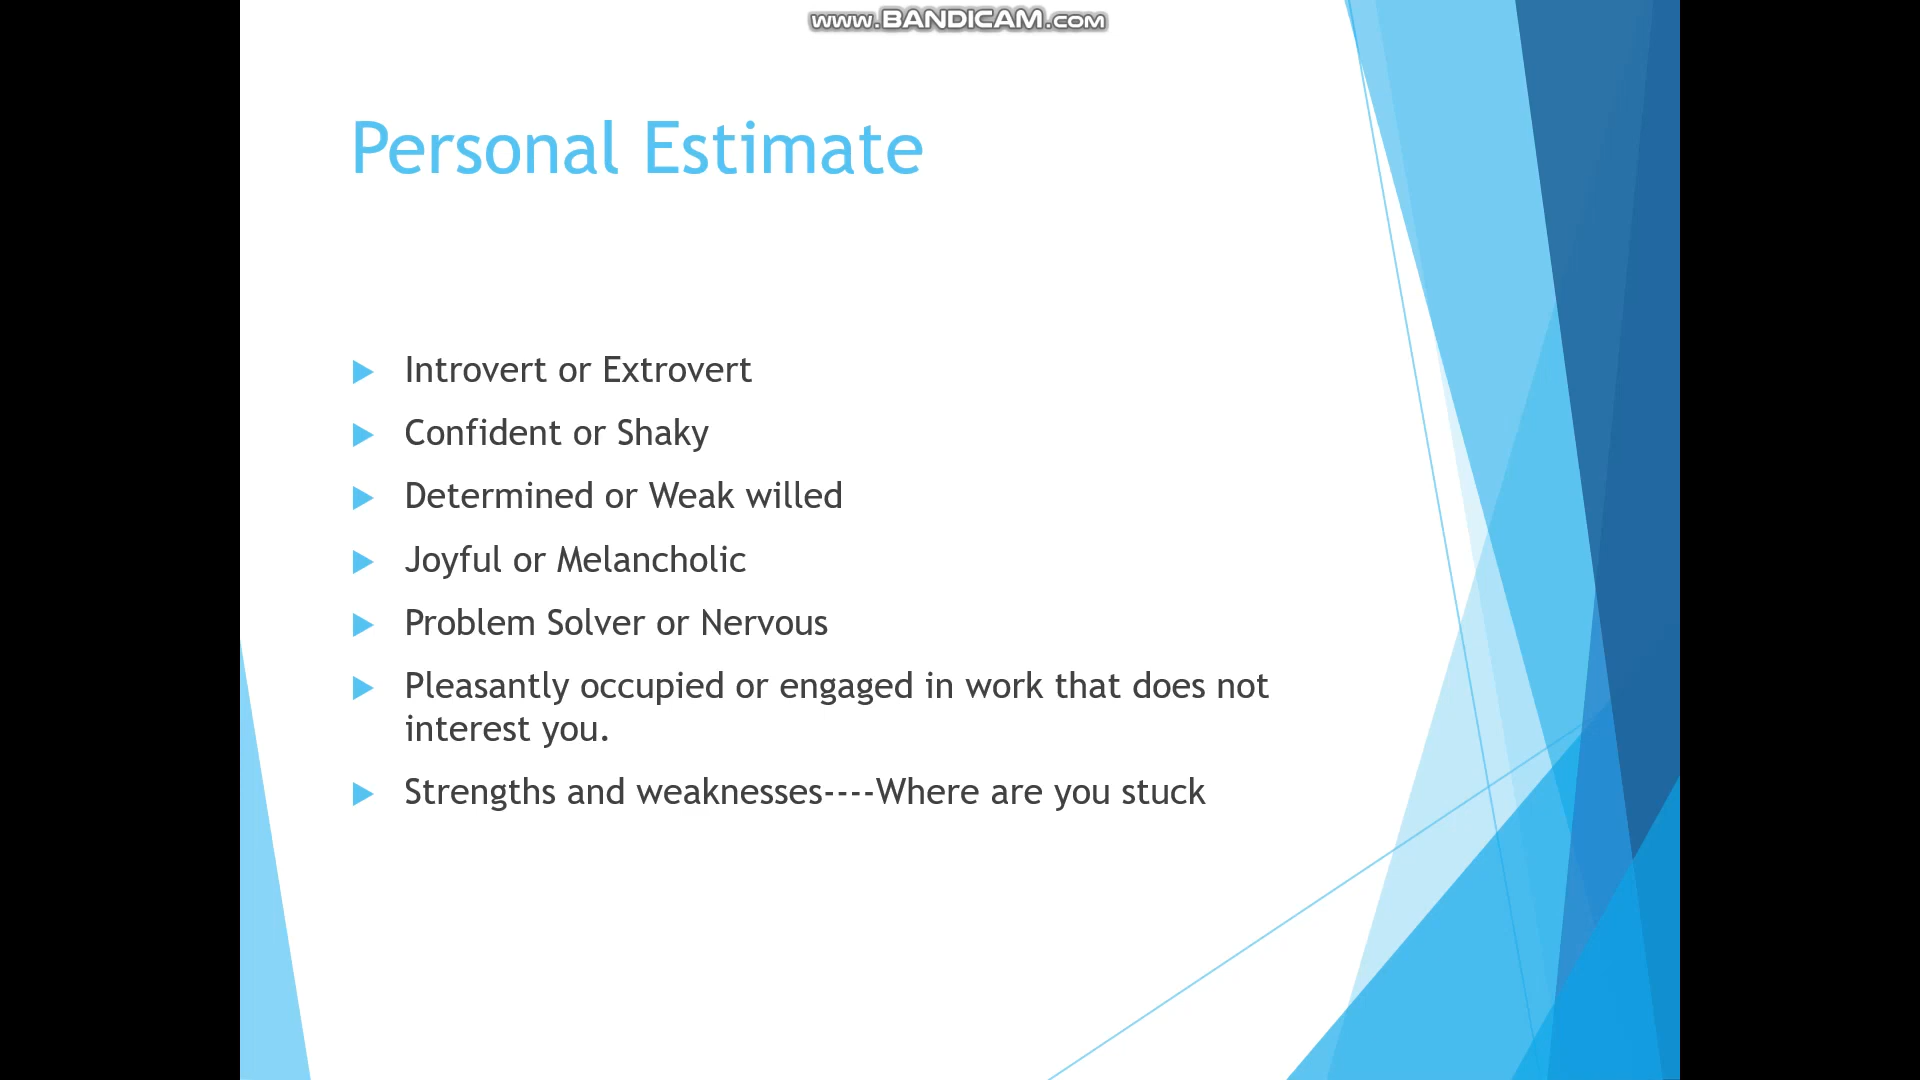 www.BANDICAM.com
Personal Estimate
Introvert or Extrovert
Confident or Shaky
Determined or Weak willed
Joyful or Melancholic
Problem Solver or Nervous
Pleasantly occupied or engaged in work that does not
interest you.
Strengths and weaknesses----Where are you stuck